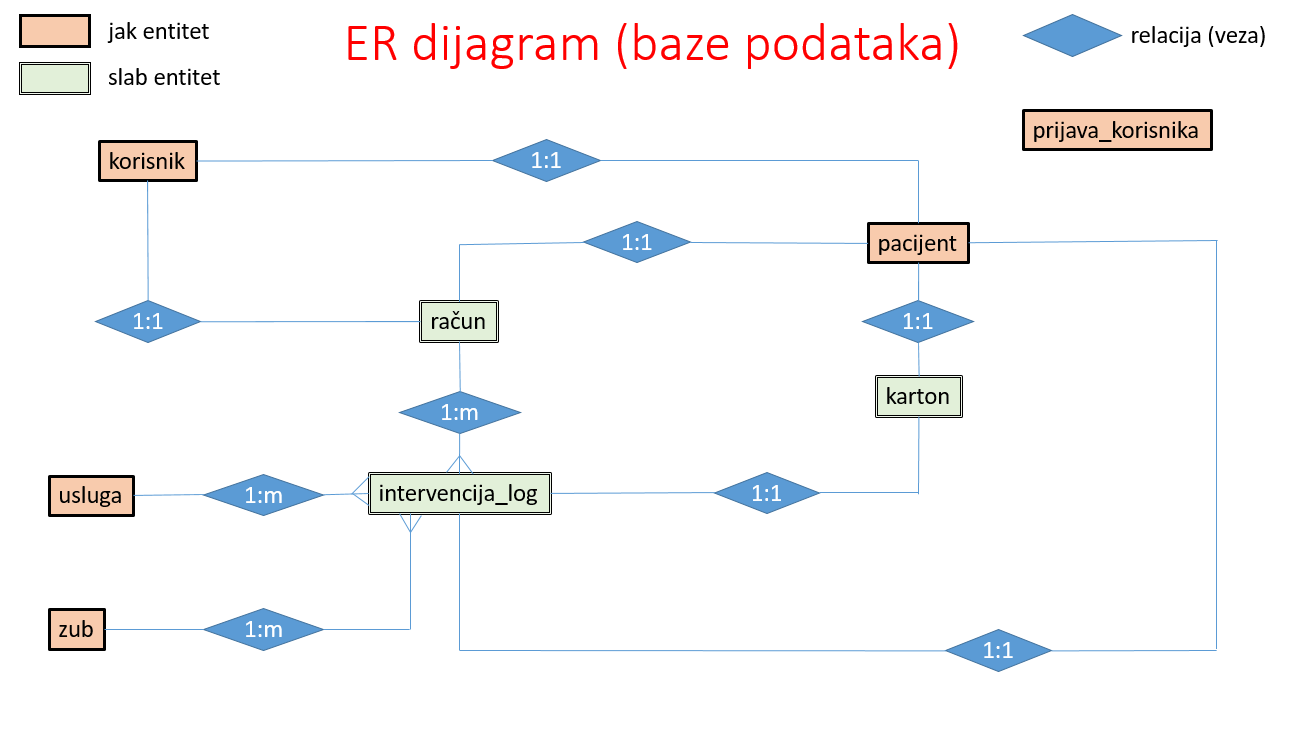 jak entitet
slab entitet
ER dijagram (baze podataka)
relacija (veza)
prijava_korisnika
korisnik
1:1
1:1
pacijent
1:1
račun
1:1
karton
1:m
usluga
1:m
intervencija_log
1:1
zub
1:m
1:1